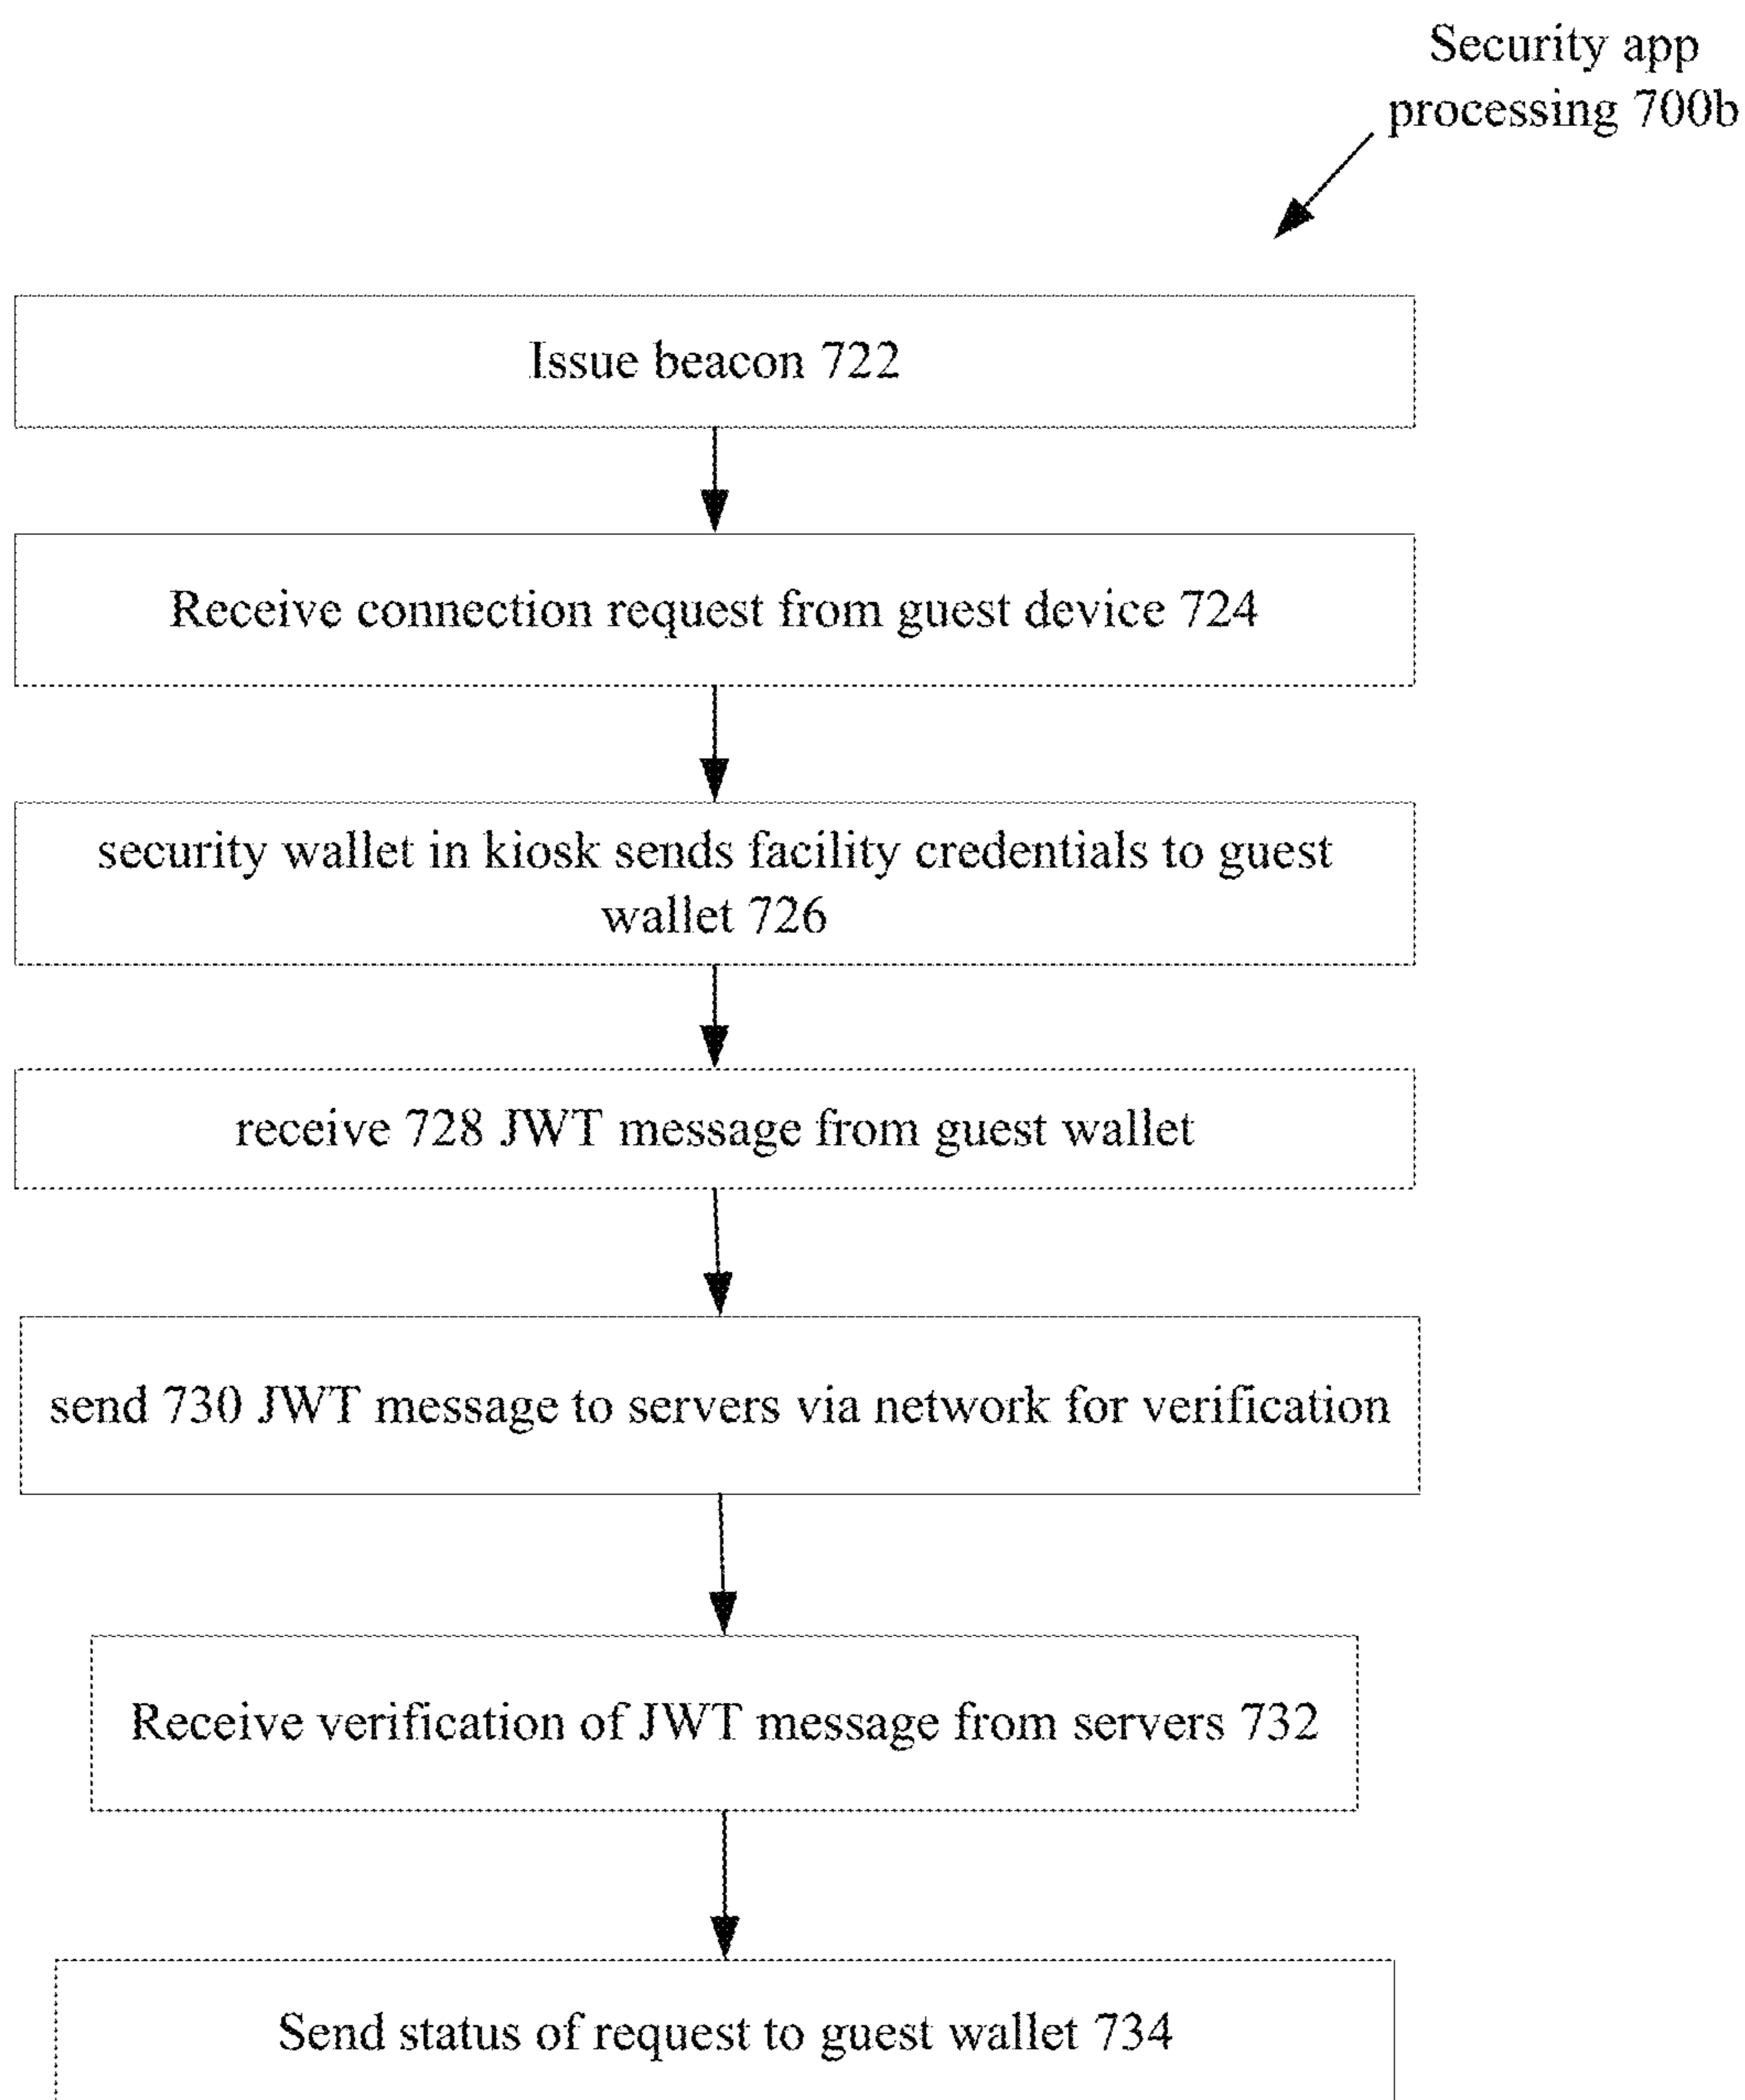 Security app
processing 700b
Issue beacon 722
Receive connection request from guest device 724
security wallet in kiosk sends facility credentials to guest
wallet 726
receive 728 JWT message from guest wallet
send 730 JWT message to servers via network for verification
Receive verification of JWT message from servers 732
Send status of request to guest wallet 734